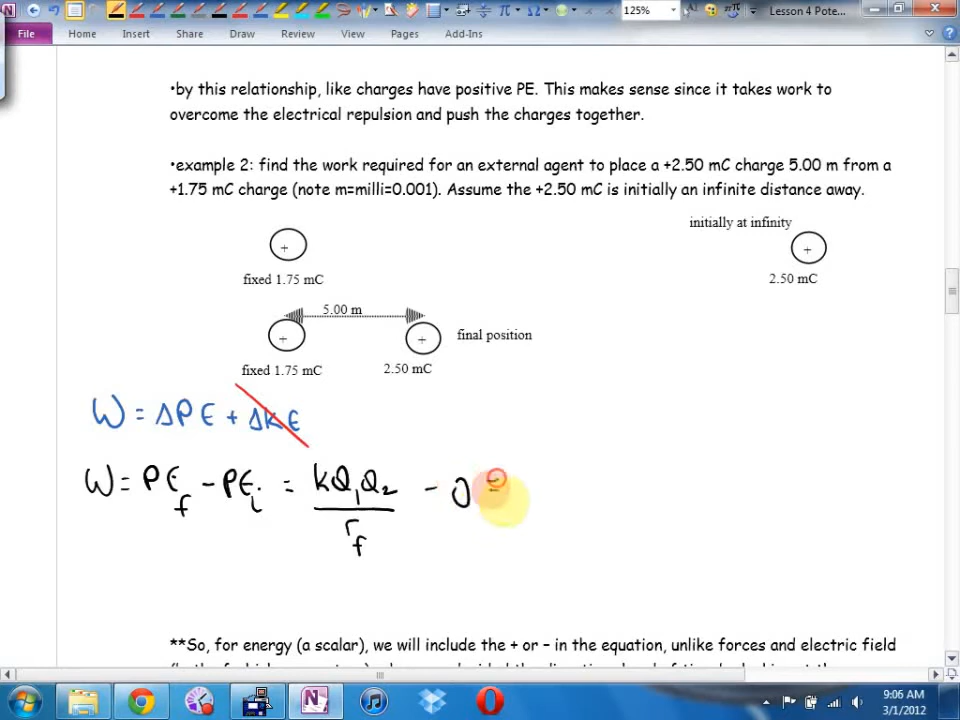 125% Lesson 4 Pote...
File Home Insert Share Draw Review View Pages Add-Ins
•by this relationship, like charges have positive PE. This makes sense since it takes work to
overcome the electrical repulsion and push the charges together.
•example 2: find the work required for an external agent to place a +2.50 mC charge 5.00 m from a
+1.75 mC charge (note m=milli=0.001). Assume the +2.50 mC is initially an infinite distance away.
initially at infinity
+ +
fixed 1.75 mC 2.50 mC
5.00 m
+ + final position
fixed 1.75 mC 2.50 mC
W = ΔPE + ΔKE
W = PE_f - PE_i = kQ_1Q_2 / r_f - 0 =
**So, for energy (a scalar), we will include the + or – in the equation, unlike forces and electric field
9:06 AM
3/1/2012